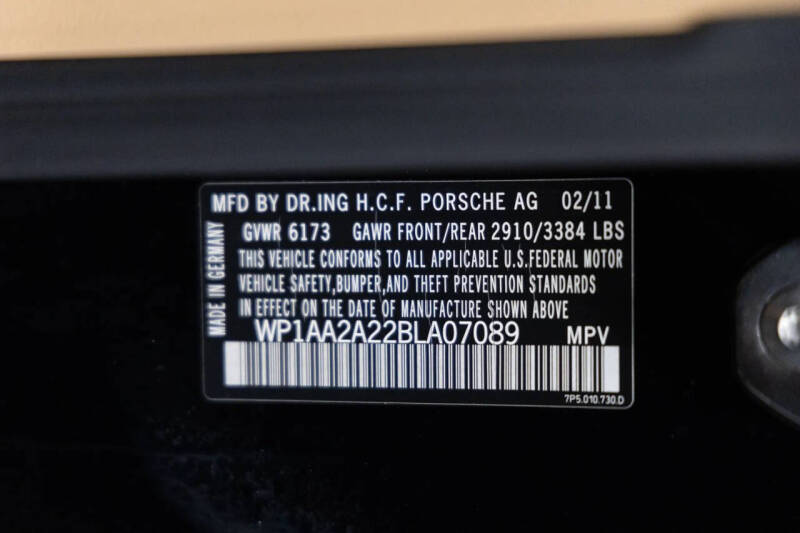 MFD BY DR.ING H.C.F. PORSCHE AG 02/11
GVWR 6173 GAWR FRONT/REAR 2910/3384 LBS
THIS VEHICLE CONFORMS TO ALL APPLICABLE U.S.FEDERAL MOTOR
VEHICLE SAFETY,BUMPER,AND THEFT PREVENTION STANDARDS
IN EFFECT ON THE DATE OF MANUFACTURE SHOWN ABOVE
MADE IN GERMANY
WP1AA2A22BLA07089 MPV
7P5.010.730.D